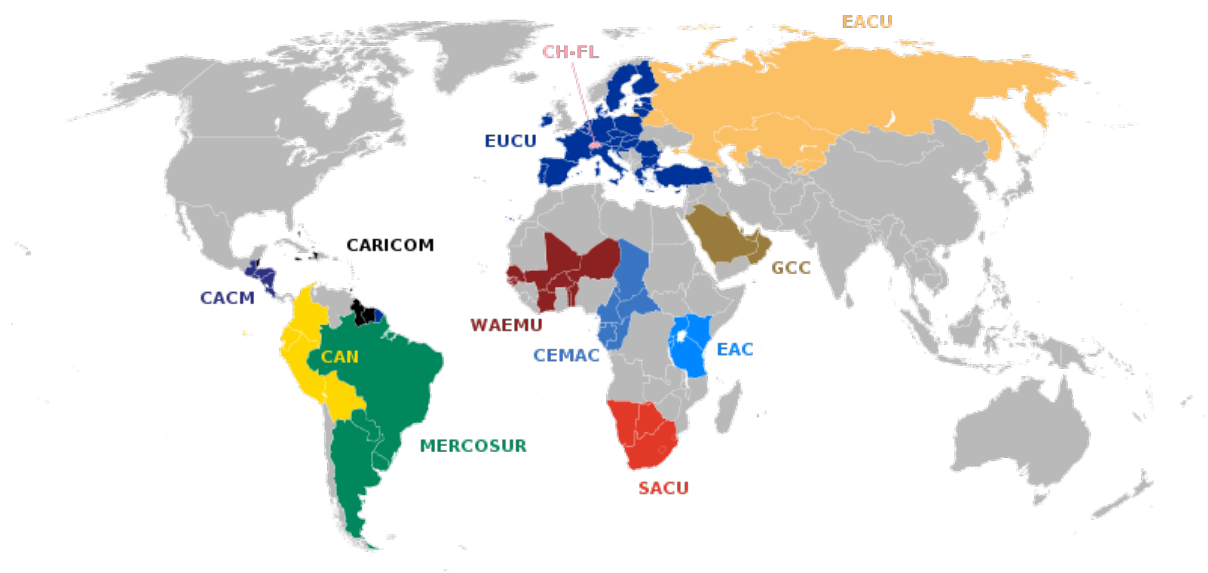 EACU
CH-FL
EUCU
CARICOM
GCC
CACM
WAEMU
EAC
CEMAC
CAN
MERCOSUR
SACU